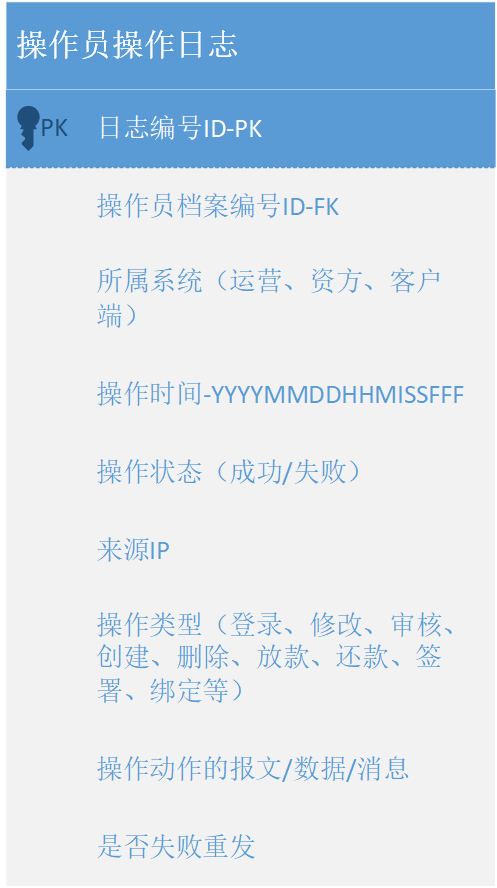 操作员操作日志
PK 日志编号ID-PK
操作员档案编号ID-FK
所属系统（运营、资方、客户
端）
操作时间-YYYYMMDDHHMISSFFF
操作状态（成功/失败）
来源IP
操作类型（登录、修改、审核、
创建、删除、放款、还款、签
署、绑定等）
操作动作的报文/数据/消息
是否失败重发